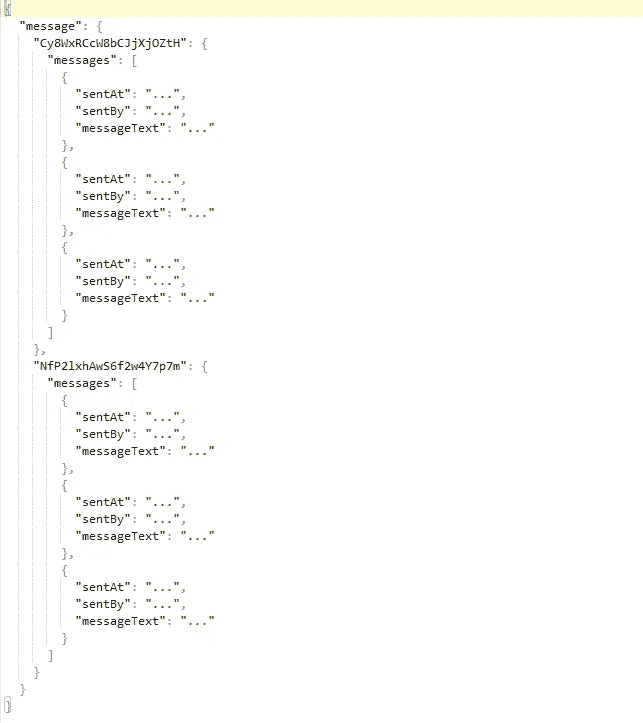 {
"message": {
"Cy8WxRCcW8bCJjXjOZtH": {
"messages": [
{
"sentAt": "...",
"sentBy": "...",
"messageText": "..."
},
{
"sentAt": "...",
"sentBy": "...",
"messageText": "..."
},
{
"sentAt": "...",
"sentBy": "...",
"messageText": "..."
}
]
},
"NfP2lxhAwS6f2w4Y7p7m": {
"messages": [
{
"sentAt": "...",
"sentBy": "...",
"messageText": "..."
},
{
"sentAt": "...",
"sentBy": "...",
"messageText": "..."
},
{
"sentAt": "...",
"sentBy": "...",
"messageText": "..."
}
]
}
}
}